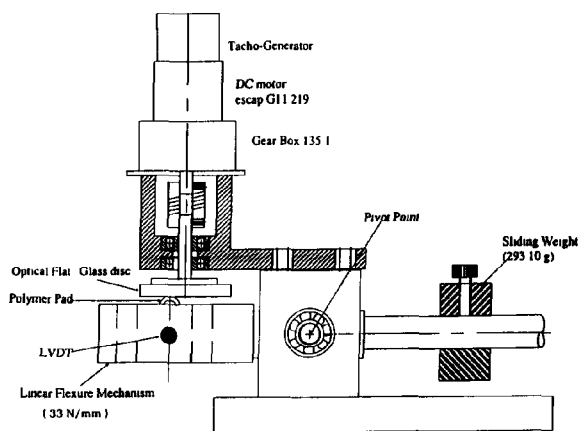 Tacho-Generator
DC motor
escap G11 219
Gear Box 135 1
Pivot Point
Sliding Weight
(293 10 g)
Optical Flat Glass disc
Polymer Pad
LVDT
Linear Flexure Mechanism
( 33 N/mm )